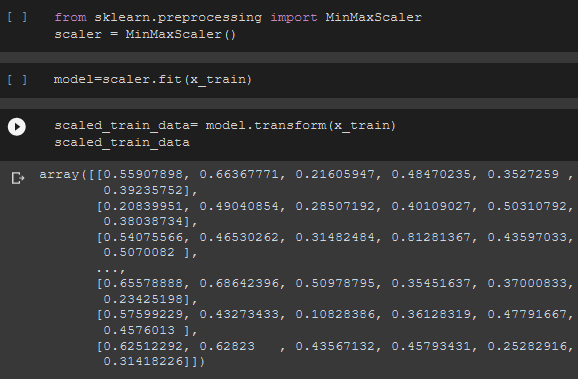 [ ] from sklearn.preprocessing import MinMaxScaler
scaler = MinMaxScaler()
[ ] model=scaler.fit(x_train)
scaled_train_data= model.transform(x_train)
scaled_train_data
array([[0.55907898, 0.66367771, 0.21605947, 0.48470235, 0.3527259 ,
0.39235752],
[0.20839951, 0.49040854, 0.28507192, 0.40109027, 0.50310792,
0.38038734],
[0.54075566, 0.46530262, 0.31482484, 0.81281367, 0.43597033,
0.5070082 ],
...,
[0.65578888, 0.68642396, 0.50978795, 0.35451637, 0.37000833,
0.23425198],
[0.57599229, 0.43273433, 0.10828386, 0.36128319, 0.47791667,
0.4576013 ],
[0.62512292, 0.62823   , 0.43567132, 0.45793431, 0.25282916,
0.31418226]])